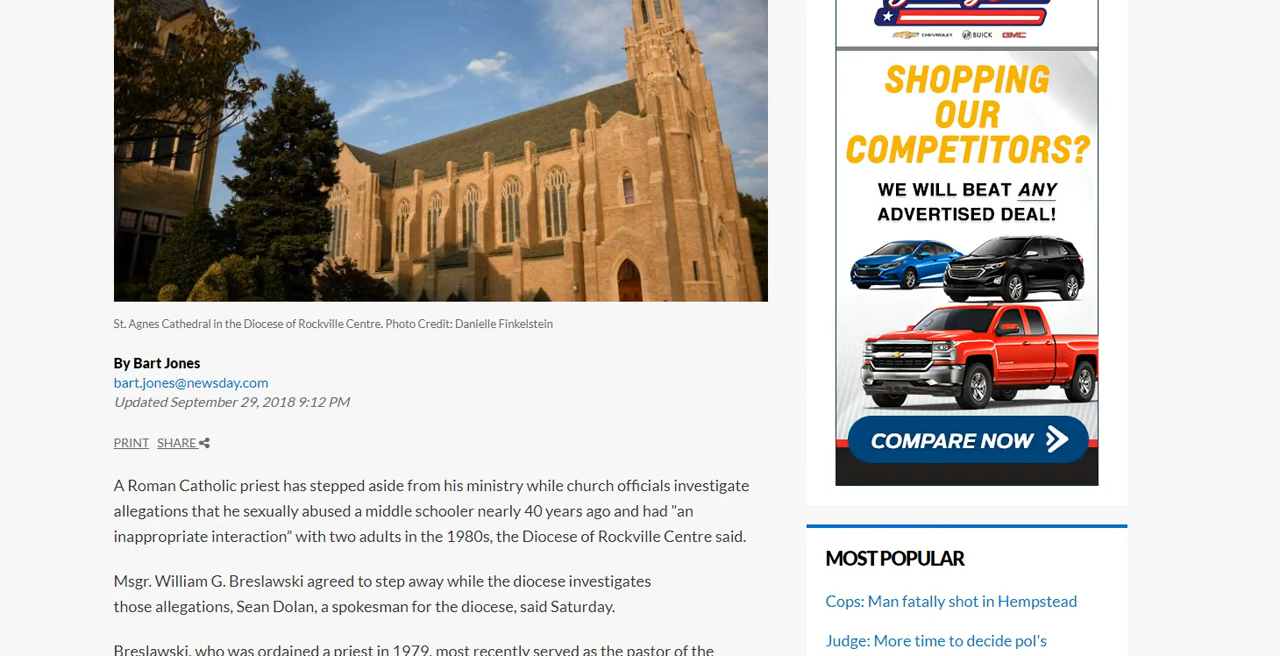 St. Agnes Cathedral in the Diocese of Rockville Centre. Photo Credit: Danielle Finkelstein
By Bart Jones
bart.jones@newsday.com
Updated September 29, 2018 9:12 PM
PRINT SHARE
A Roman Catholic priest has stepped aside from his ministry while church officials investigate
allegations that he sexually abused a middle schooler nearly 40 years ago and had "an
inappropriate interaction” with two adults in the 1980s, the Diocese of Rockville Centre said.
Msgr. William G. Breslawski agreed to step away while the diocese investigates
those allegations, Sean Dolan, a spokesman for the diocese, said Saturday.
Breslawski, who was ordained a priest in 1979, most recently served as the pastor of the
CHEVROLET BUICK GMC
SHOPPING
OUR
COMPETITORS?
WE WILL BEAT ANY
ADVERTISED DEAL!
COMPARE NOW
MOST POPULAR
Cops: Man fatally shot in Hempstead
Judge: More time to decide pol's